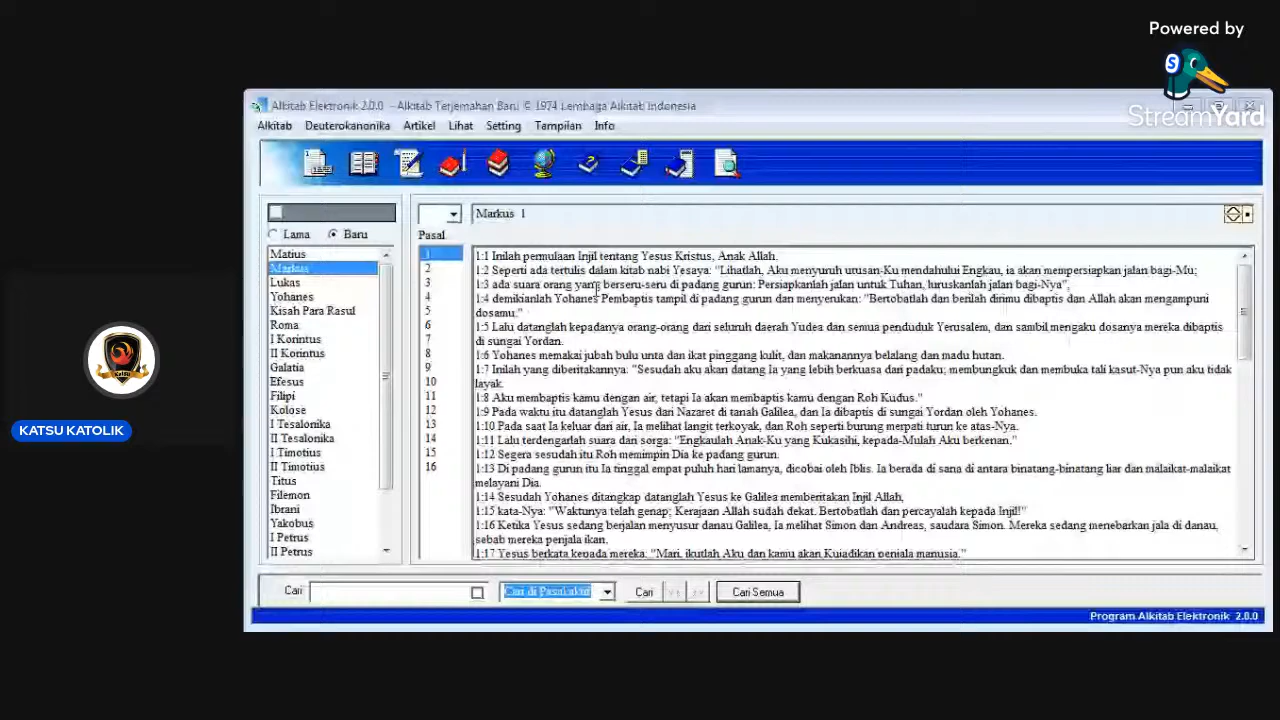 Powered by
StreamYard
Alkitab Elektronik 2.0.0 - Alkitab Terjemahan Baru © 1974 Lembaga Alkitab Indonesia
Alkitab Deuterokanonika Artikel Lihat Setting Tampilan Info
Lama Baru
Matius
Markus
Lukas
Yohanes
Kisah Para Rasul
Roma
I Korintus
II Korintus
Galatia
Efesus
Filipi
Kolose
I Tesalonika
II Tesalonika
I Timotius
II Timotius
Titus
Filemon
Ibrani
Yakobus
I Petrus
II Petrus
Pasal
1
2
3
4
5
6
7
8
9
10
11
12
13
14
15
16
Markus 1
1:1 Inilah permulaan Injil tentang Yesus Kristus, Anak Allah.
1:2 Seperti ada tertulis dalam kitab nabi Yesaya: "Lihatlah, Aku menyuruh utusan-Ku mendahului Engkau, ia akan mempersiapkan jalan bagi-Mu;
1:3 ada suara orang yang berseru-seru di padang gurun: Persiapkanlah jalan untuk Tuhan, luruskanlah jalan bagi-Nya",
1:4 demikianlah Yohanes Pembaptis tampil di padang gurun dan menyerukan: "Bertobatlah dan berilah dirimu dibaptis dan Allah akan mengampuni
dosamu."
1:5 Lalu datanglah kepadanya orang-orang dari seluruh daerah Yudea dan semua penduduk Yerusalem, dan sambil mengaku dosanya mereka dibaptis
di sungai Yordan.
1:6 Yohanes memakai jubah bulu unta dan ikat pinggang kulit, dan makanannya belalang dan madu hutan.
1:7 Inilah yang diberitakannya: "Sesudah aku akan datang Ia yang lebih berkuasa dari padaku; membungkuk dan membuka tali kasut-Nya pun aku tidak
layak.
1:8 Aku membaptis kamu dengan air, tetapi Ia akan membaptis kamu dengan Roh Kudus."
1:9 Pada waktu itu datanglah Yesus dari Nazaret di tanah Galilea, dan Ia dibaptis di sungai Yordan oleh Yohanes.
1:10 Pada saat Ia keluar dari air, Ia melihat langit terkoyak, dan Roh seperti burung merpati turun ke atas-Nya.
1:11 Lalu terdengarlah suara dari sorga: "Engkaulah Anak-Ku yang Kukasihi, kepada-Mulah Aku berkenan."
1:12 Segera sesudah itu Roh memimpin Dia ke padang gurun.
1:13 Di padang gurun itu Ia tinggal empat puluh hari lamanya, dicobai oleh Iblis. Ia berada di sana di antara binatang-binatang liar dan malaikat-malaikat
melayani Dia.
1:14 Sesudah Yohanes ditangkap datanglah Yesus ke Galilea memberitakan Injil Allah,
1:15 kata-Nya: "Waktunya telah genap; Kerajaan Allah sudah dekat. Bertobatlah dan percayalah kepada Injil!"
1:16 Ketika Yesus sedang berjalan menyusur danau Galilea, Ia melihat Simon dan Andreas, saudara Simon. Mereka sedang menebarkan jala di danau,
sebab mereka penjala ikan.
1:17 Yesus berkata kepada mereka: "Mari, ikutlah Aku dan kamu akan Kujadikan penjala manusia."
KATSU KATOLIK
Cari Cari di Cari Cari Semua
Program Alkitab Elektronik 2.0.0